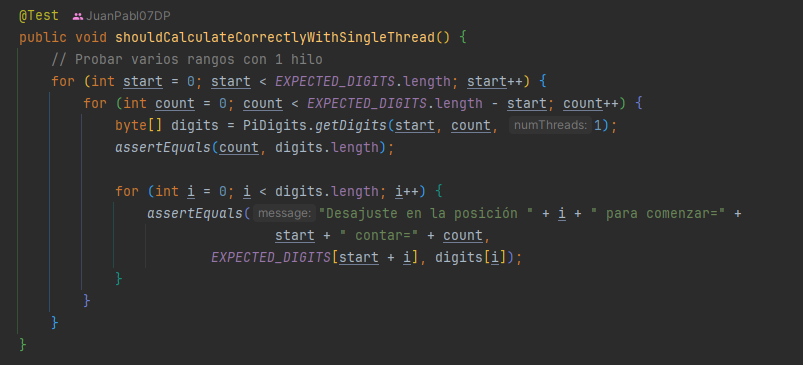 @Test JuanPabl07DP
public void shouldCalculateCorrectlyWithSingleThread() {
// Probar varios rangos con 1 hilo
for (int start = 0; start < EXPECTED_DIGITS.length; start++) {
for (int count = 0; count < EXPECTED_DIGITS.length - start; count++) {
byte[] digits = PiDigits.getDigits(start, count, numThreads: 1);
assertEquals(count, digits.length);
for (int i = 0; i < digits.length; i++) {
assertEquals( message: "Desajuste en la posición " + i + " para comenzar=" +
start + " contar=" + count,
EXPECTED_DIGITS[start + i], digits[i]);
}
}
}
}